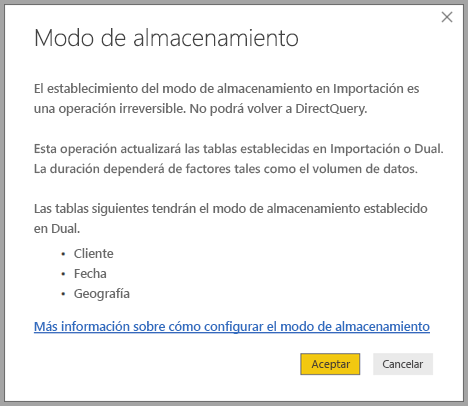 Modo de almacenamiento
El establecimiento del modo de almacenamiento en Importación es
una operación irreversible. No podrá volver a DirectQuery.
Esta operación actualizará las tablas establecidas en Importación o Dual.
La duración dependerá de factores tales como el volumen de datos.
Las tablas siguientes tendrán el modo de almacenamiento establecido
en Dual.
• Cliente
• Fecha
• Geografía
Más información sobre cómo configurar el modo de almacenamiento
Aceptar Cancelar